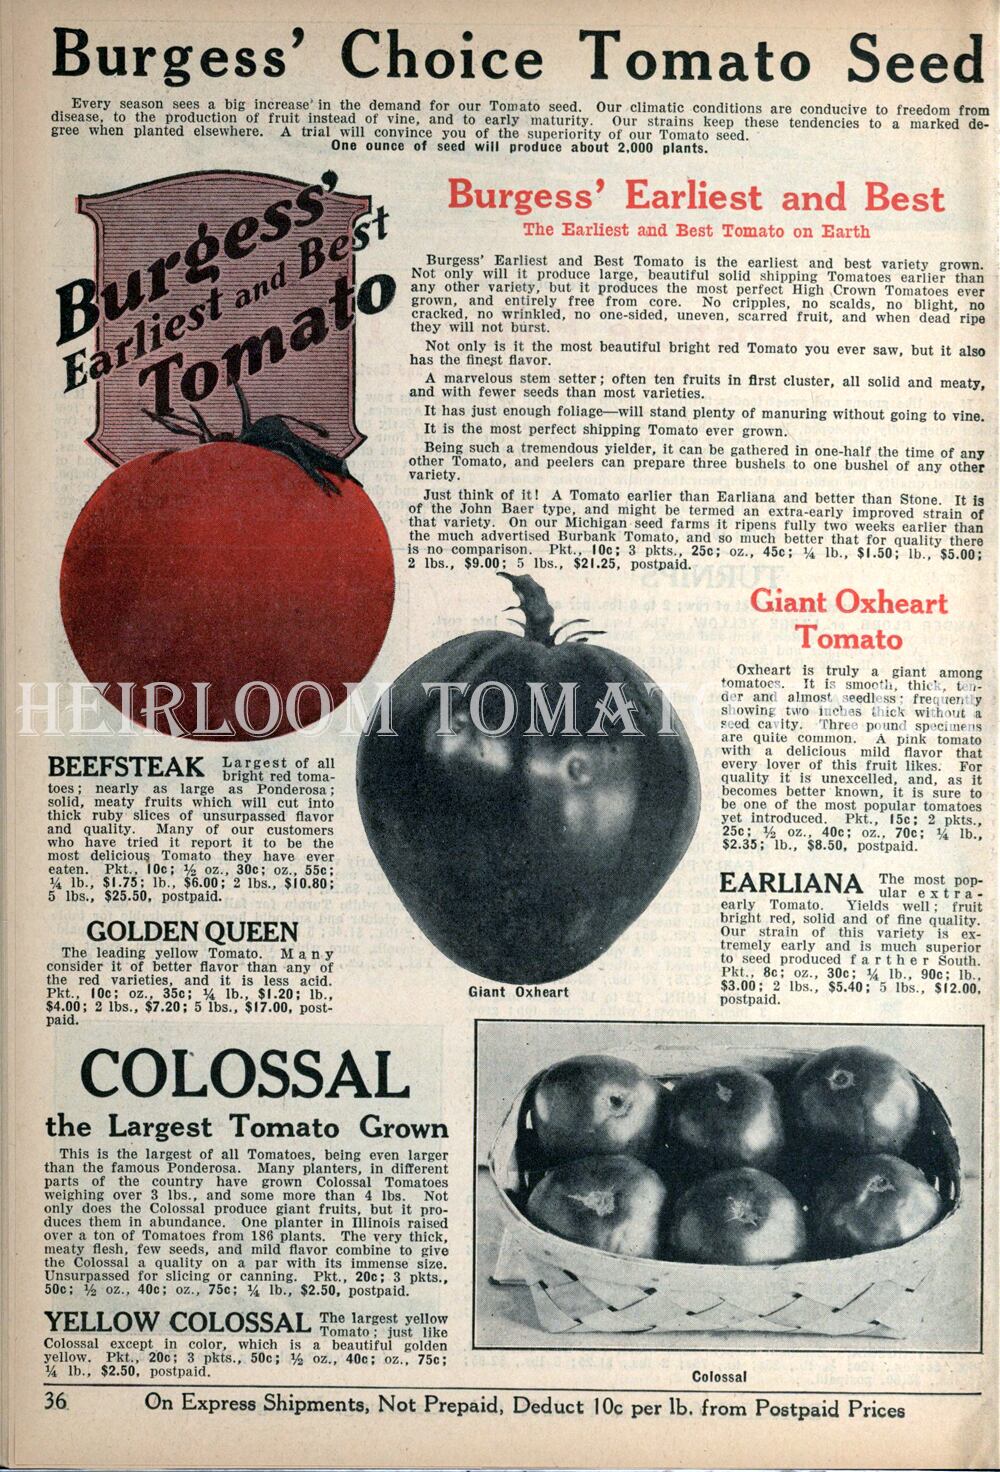 Burgess' Choice Tomato Seed
Every season sees a big increase in the demand for our Tomato seed. Our climatic conditions are conducive to freedom from
disease, to the production of fruit instead of vine, and to early maturity. Our strains keep these tendencies to a marked de-
gree when planted elsewhere. A trial will convince you of the superiority of our Tomato seed.
One ounce of seed will produce about 2,000 plants.
Burgess'
Earliest and Best
Tomato
Burgess' Earliest and Best
The Earliest and Best Tomato on Earth
Burgess' Earliest and Best Tomato is the earliest and best variety grown.
Not only will it produce large, beautiful solid shipping Tomatoes earlier than
any other variety, but it produces the most perfect High Crown Tomatoes ever
grown, and entirely free from core. No cripples, no scalds, no blight, no
cracked, no wrinkled, no one-sided, uneven, scarred fruit, and when dead ripe
they will not burst.
Not only is it the most beautiful bright red Tomato you ever saw, but it also
has the finest flavor.
A marvelous stem setter; often ten fruits in first cluster, all solid and meaty,
and with fewer seeds than most varieties.
It has just enough foliage—will stand plenty of manuring without going to vine.
It is the most perfect shipping Tomato ever grown.
Being such a tremendous yielder, it can be gathered in one-half the time of any
other Tomato, and peelers can prepare three bushels to one bushel of any other
variety.
Just think of it! A Tomato earlier than Earliana and better than Stone. It is
of the John Baer type, and might be termed an extra-early improved strain of
that variety. On our Michigan seed farms it ripens fully two weeks earlier than
the much advertised Burbank Tomato, and so much better that for quality there
is no comparison. Pkt., 10c; 3 pkts., 25c; oz., 45c; ¼ lb., $1.50; lb., $5.00;
2 lbs., $9.00; 5 lbs., $21.25, postpaid.
Giant Oxheart
Tomato
Oxheart is truly a giant among
tomatoes. It is smooth, thick, ten-
der and almost seedless; frequently
showing two inches thick without a
seed cavity. Three pound specimens
are quite common. A pink tomato
with a delicious mild flavor that
every lover of this fruit likes. For
quality it is unexcelled, and, as it
becomes better known, it is sure to
be one of the most popular tomatoes
yet introduced. Pkt., 15c; 2 pkts.,
25c; ½ oz., 40c; oz., 70c; ¼ lb.,
$2.35; lb., $8.50, postpaid.
HEIRLOOM TOMATO
BEEFSTEAK Largest of all
bright red toma-
toes; nearly as large as Ponderosa;
solid, meaty fruits which will cut into
thick ruby slices of unsurpassed flavor
and quality. Many of our customers
who have tried it report it to be the
most delicious Tomato they have ever
eaten. Pkt., 10c; ½ oz., 30c; oz., 55c;
¼ lb., $1.75; lb., $6.00; 2 lbs., $10.80;
5 lbs., $25.50, postpaid.
GOLDEN QUEEN
The leading yellow Tomato. Many
consider it of better flavor than any of
the red varieties, and it is less acid.
Pkt., 10c; oz., 35c; ¼ lb., $1.20; lb.,
$4.00; 2 lbs., $7.20; 5 lbs., $17.00, post-
paid.
Giant Oxheart
EARLIANA The most pop-
ular extra-
early Tomato. Yields well; fruit
bright red, solid and of fine quality.
Our strain of this variety is ex-
tremely early and is much superior
to seed produced farther South.
Pkt., 8c; oz., 30c; ¼ lb., 90c; lb.,
$3.00; 2 lbs., $5.40; 5 lbs., $12.00,
postpaid.
COLOSSAL
the Largest Tomato Grown
This is the largest of all Tomatoes, being even larger
than the famous Ponderosa. Many planters, in different
parts of the country have grown Colossal Tomatoes
weighing over 3 lbs., and some more than 4 lbs. Not
only does the Colossal produce giant fruits, but it pro-
duces them in abundance. One planter in Illinois raised
over a ton of Tomatoes from 186 plants. The very thick,
meaty flesh, few seeds, and mild flavor combine to give
the Colossal a quality on a par with its immense size.
Unsurpassed for slicing or canning. Pkt., 20c; 3 pkts.,
50c; ½ oz., 40c; oz., 75c; ¼ lb., $2.50, postpaid.
YELLOW COLOSSAL The largest yellow
Tomato; just like
Colossal except in color, which is a beautiful golden
yellow. Pkt., 20c; 3 pkts., 50c; ½ oz., 40c; oz., 75c;
¼ lb., $2.50, postpaid.
Colossal
36 On Express Shipments, Not Prepaid, Deduct 10c per lb. from Postpaid Prices